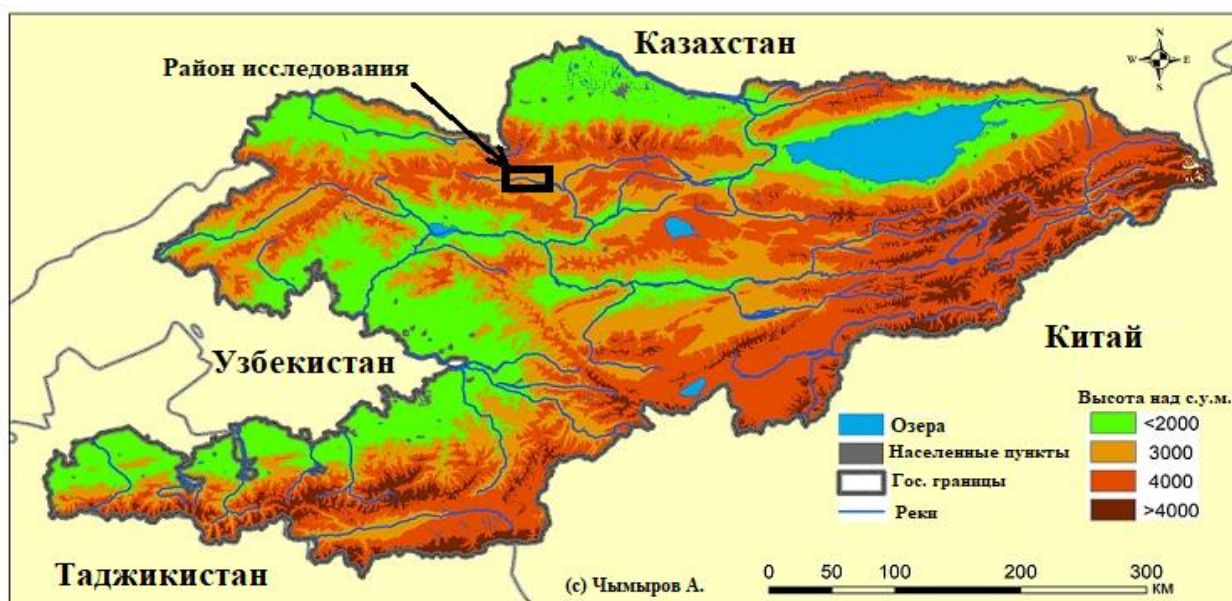 Казахстан
Район исследования
N
W E
S
Узбекистан
Китай
Таджикистан
Высота над с.у.м.
Озера
Населенные пункты
Гос. границы
Реки
<2000
3000
4000
>4000
(c) Чымыров А.
0 50 100 200 300
КМ